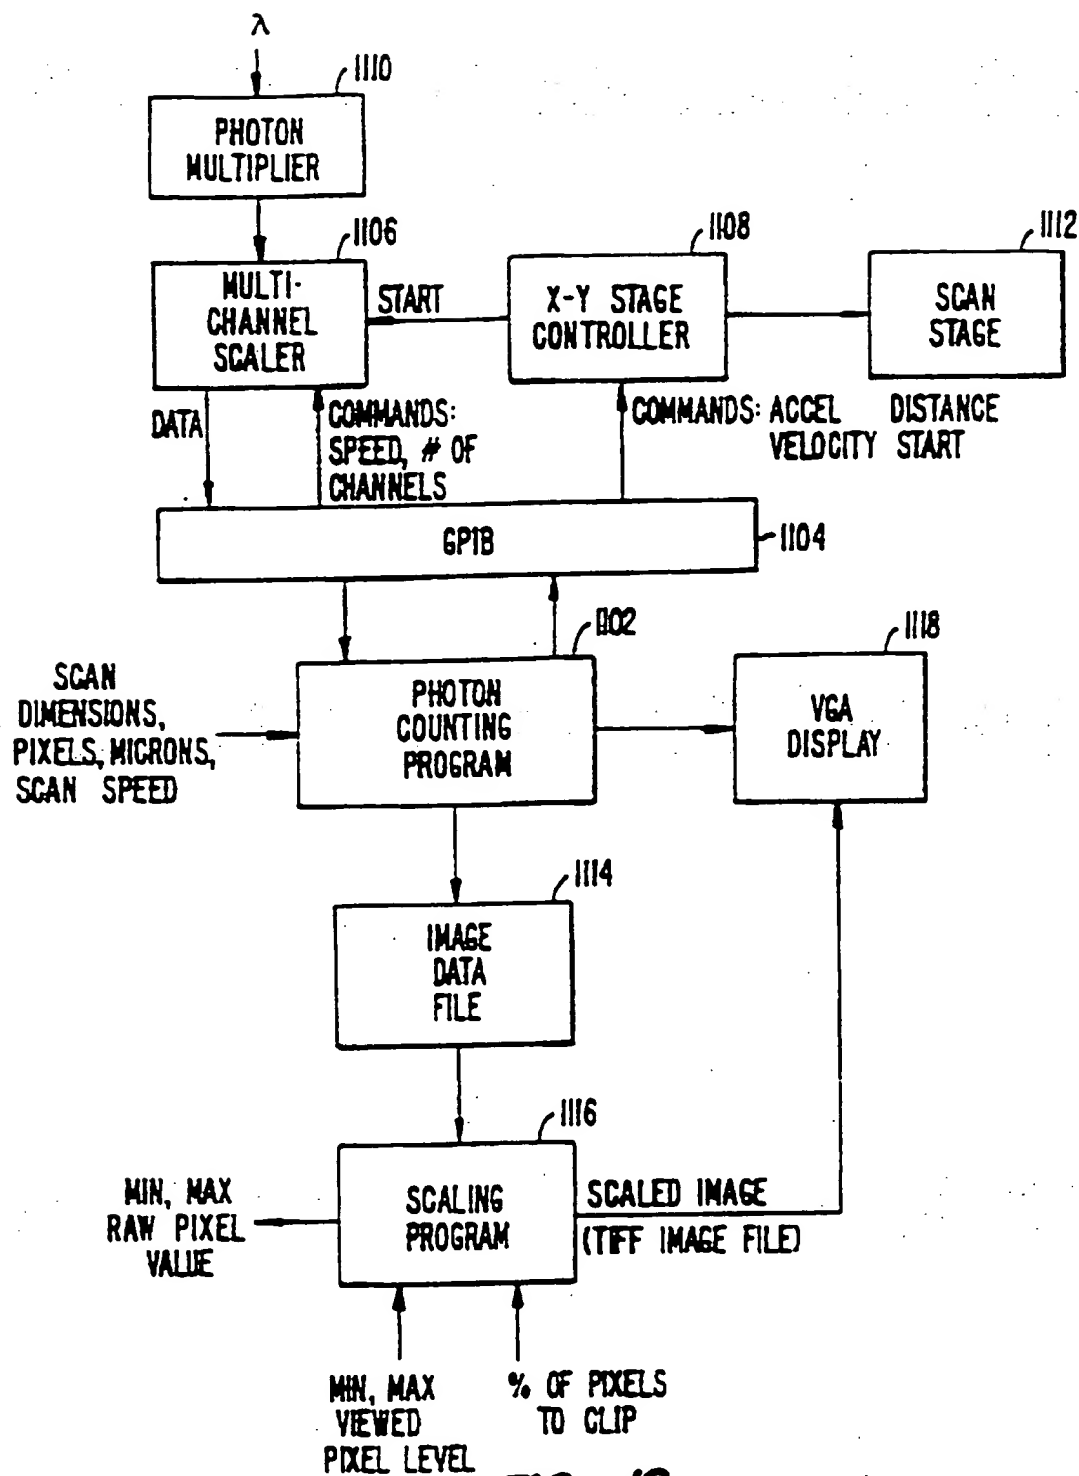 λ
1110
PHOTON
MULTIPLIER
1106
MULTI-
CHANNEL
SCALER
START
1108
X-Y STAGE
CONTROLLER
1112
SCAN
STAGE
DATA
COMMANDS:
SPEED, # OF
CHANNELS
COMMANDS: ACCEL DISTANCE
VELOCITY START
GPIB
1104
1102
PHOTON
COUNTING
PROGRAM
SCAN
DIMENSIONS,
PIXELS, MICRONS,
SCAN SPEED
1118
VGA
DISPLAY
1114
IMAGE
DATA
FILE
1116
SCALING
PROGRAM
MIN, MAX
RAW PIXEL
VALUE
SCALED IMAGE
(TIFF IMAGE FILE)
MIN, MAX
VIEWED
PIXEL LEVEL
% OF PIXELS
TO CLIP